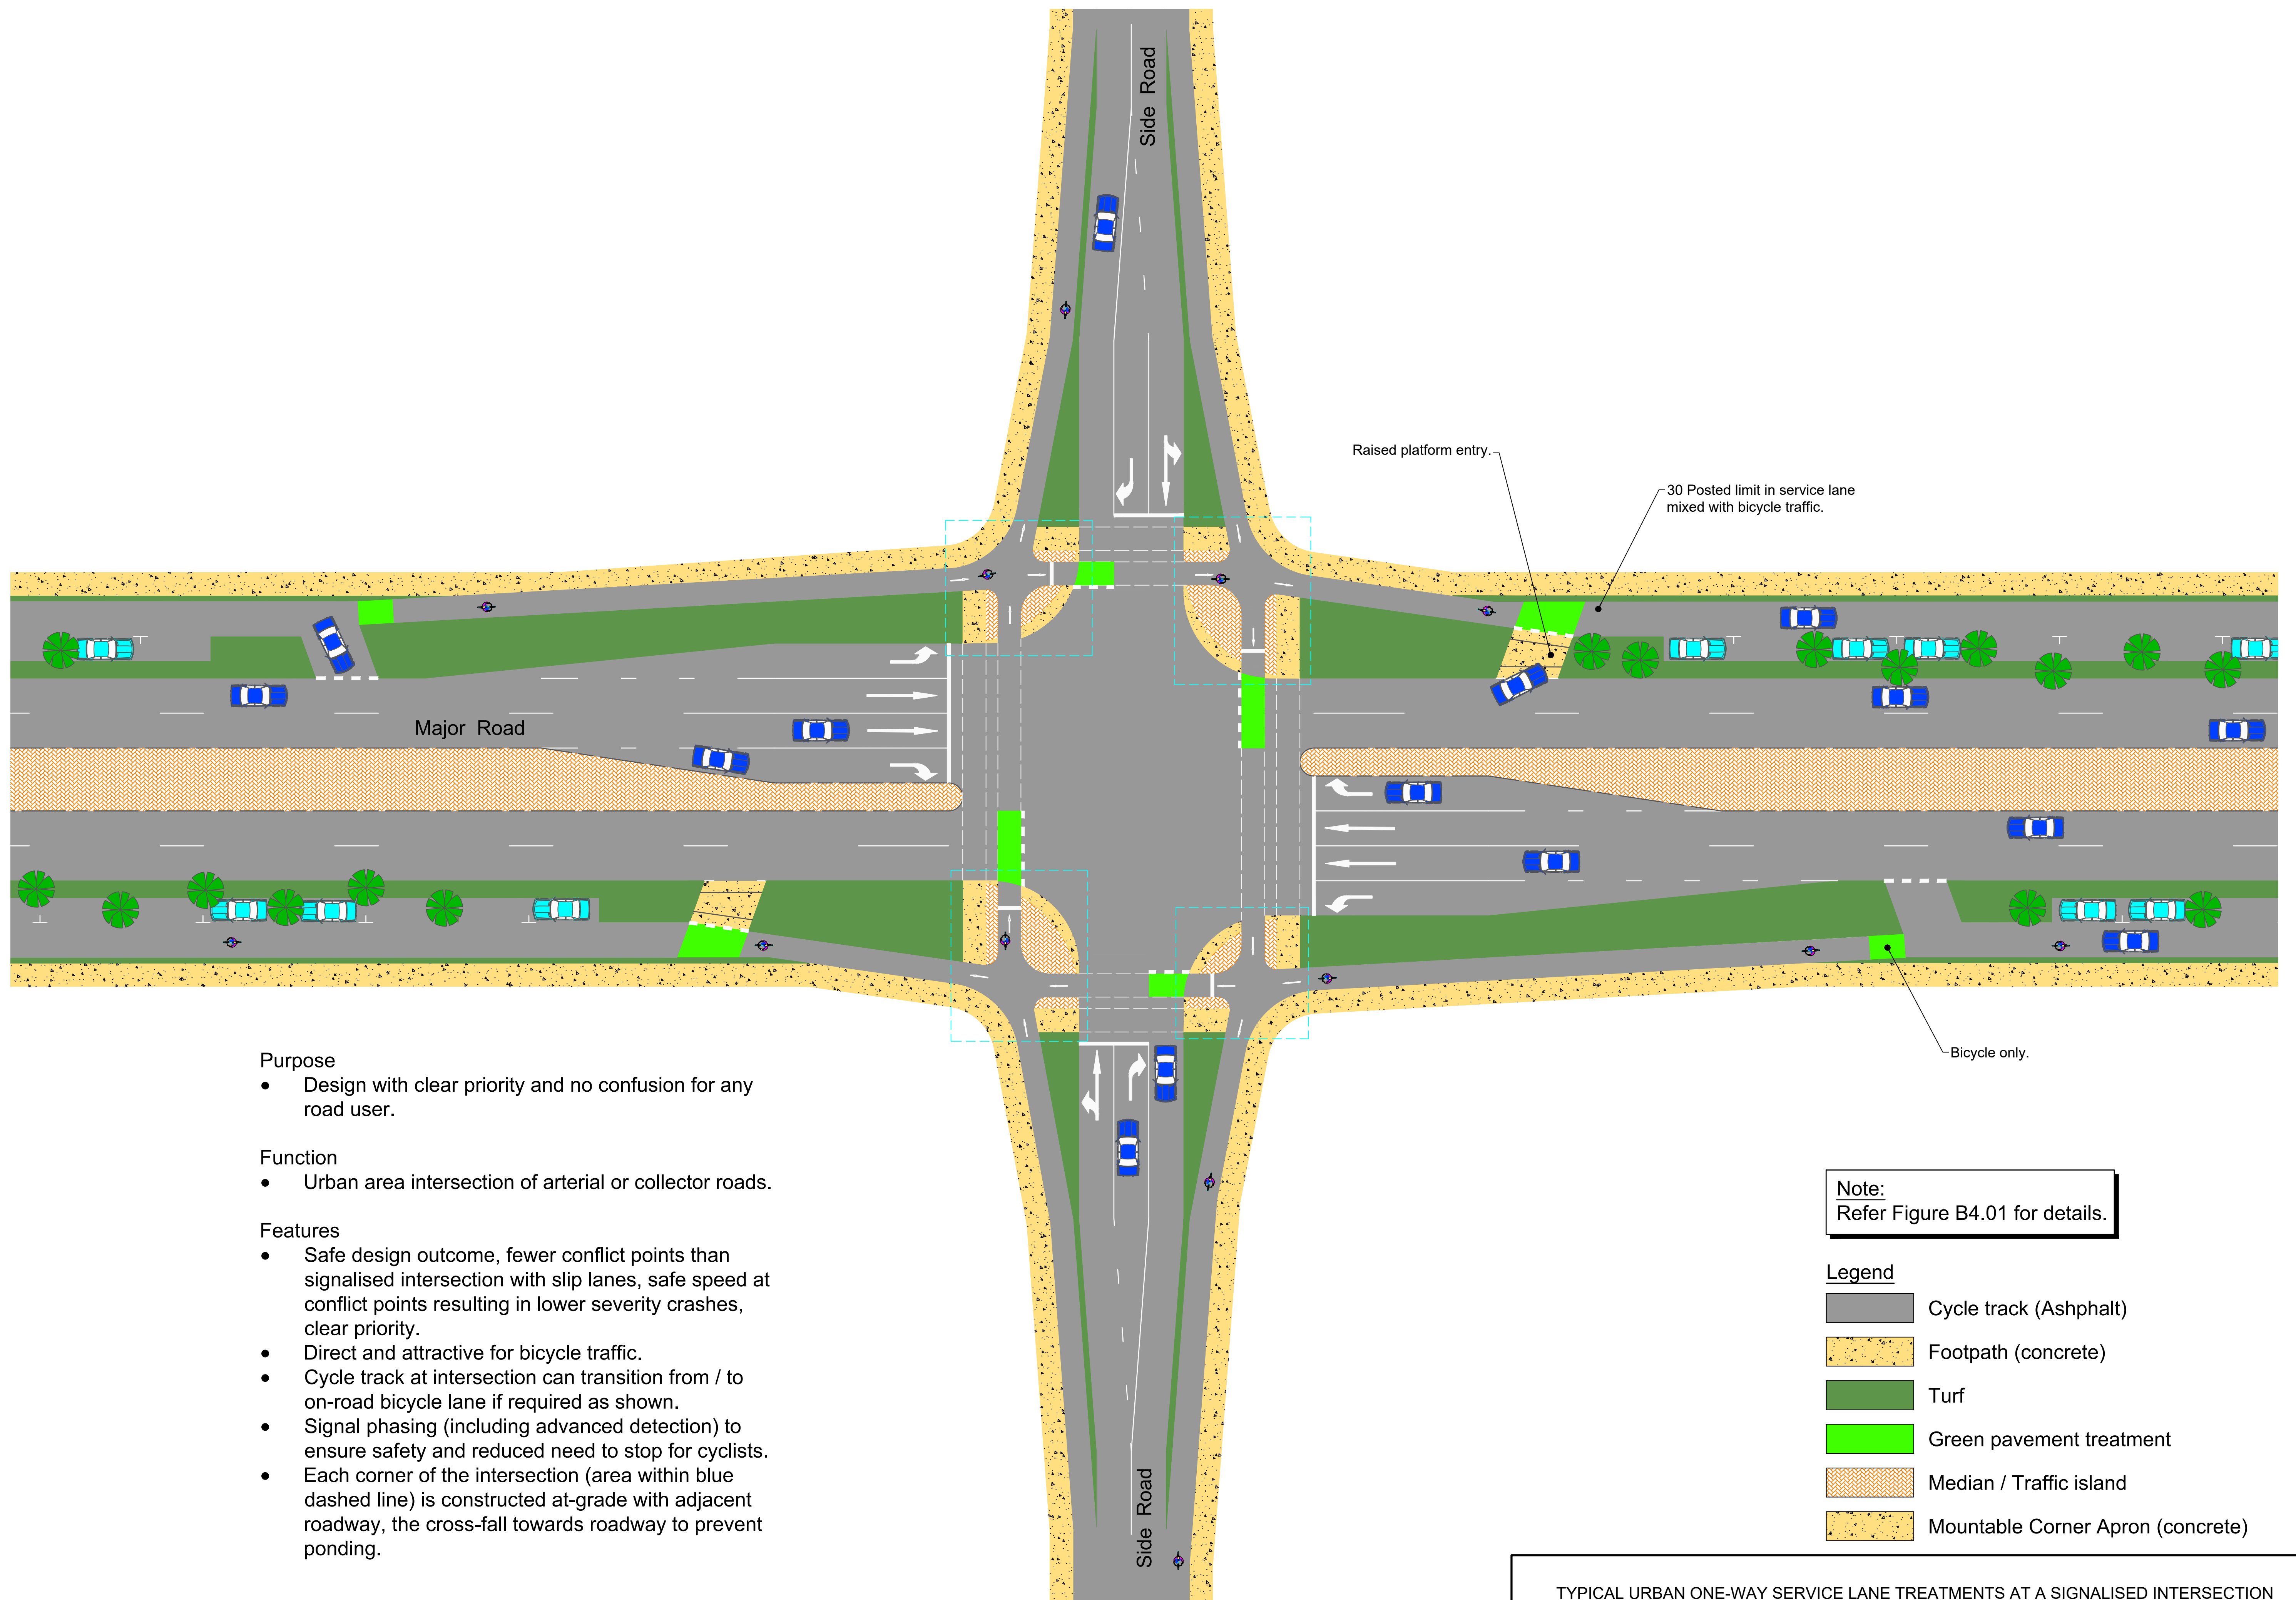 Side Road
Raised platform entry.
30 Posted limit in service lane
mixed with bicycle traffic.
Major Road
Bicycle only.
Purpose
● Design with clear priority and no confusion for any
road user.
Function
● Urban area intersection of arterial or collector roads.
Features
● Safe design outcome, fewer conflict points than
signalised intersection with slip lanes, safe speed at
conflict points resulting in lower severity crashes,
clear priority.
● Direct and attractive for bicycle traffic.
● Cycle track at intersection can transition from / to
on-road bicycle lane if required as shown.
● Signal phasing (including advanced detection) to
ensure safety and reduced need to stop for cyclists.
● Each corner of the intersection (area within blue
dashed line) is constructed at-grade with adjacent
roadway, the cross-fall towards roadway to prevent
ponding.
Side Road
Note:
Refer Figure B4.01 for details.
Legend
Cycle track (Ashphalt)
Footpath (concrete)
Turf
Green pavement treatment
Median / Traffic island
Mountable Corner Apron (concrete)
TYPICAL URBAN ONE-WAY SERVICE LANE TREATMENTS AT A SIGNALISED INTERSECTION